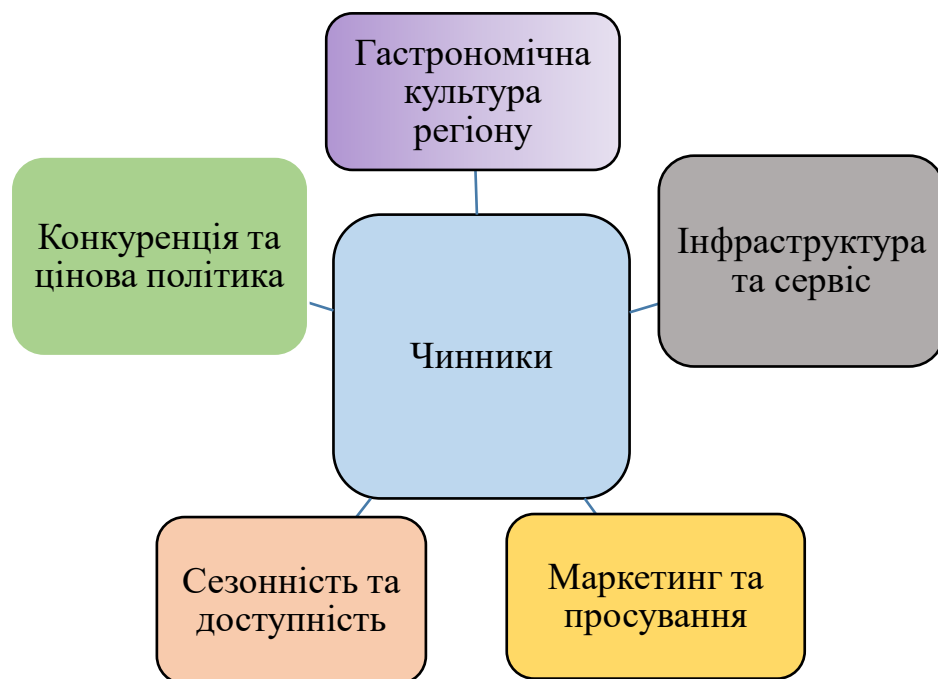 Гастрономічна
культура
регіону
Конкуренція та
цінова політика
Інфраструктура
та сервіс
Чинники
Сезонність та
доступність
Маркетинг та
просування